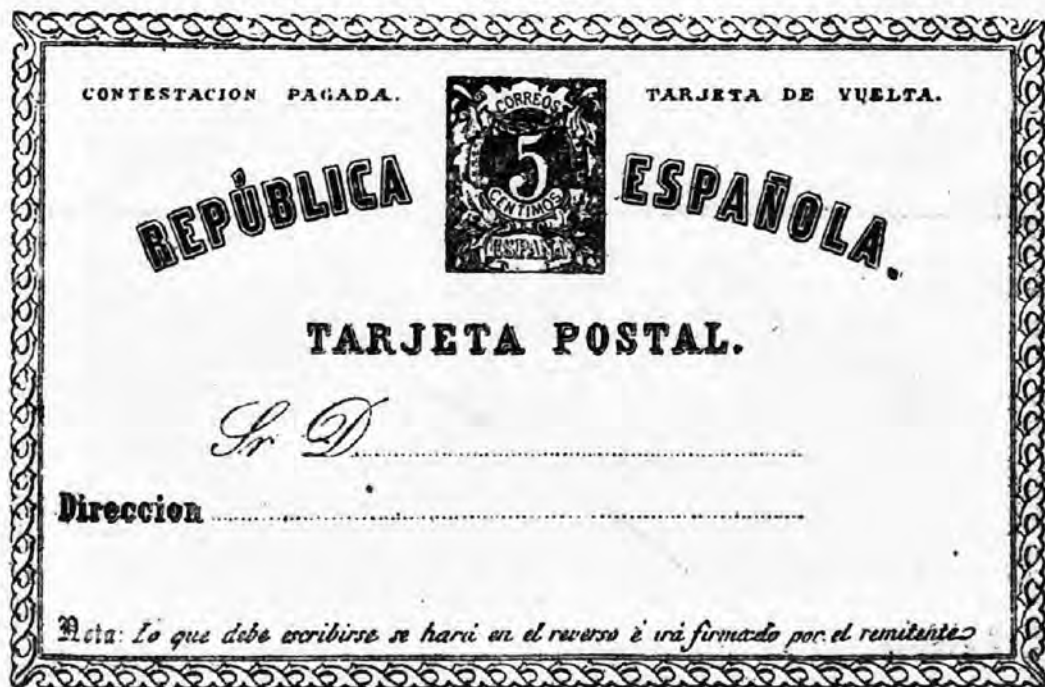 CONTESTACION PAGADA.
TARJETA DE VUELTA.
CORREOS
5
CENTIMOS
ESPAÑA
REPÚBLICA ESPAÑOLA.
TARJETA POSTAL.
Sr. D
Direccion
Nota: Lo que debe escribirse se hará en el reverso é irá firmado por el remitente